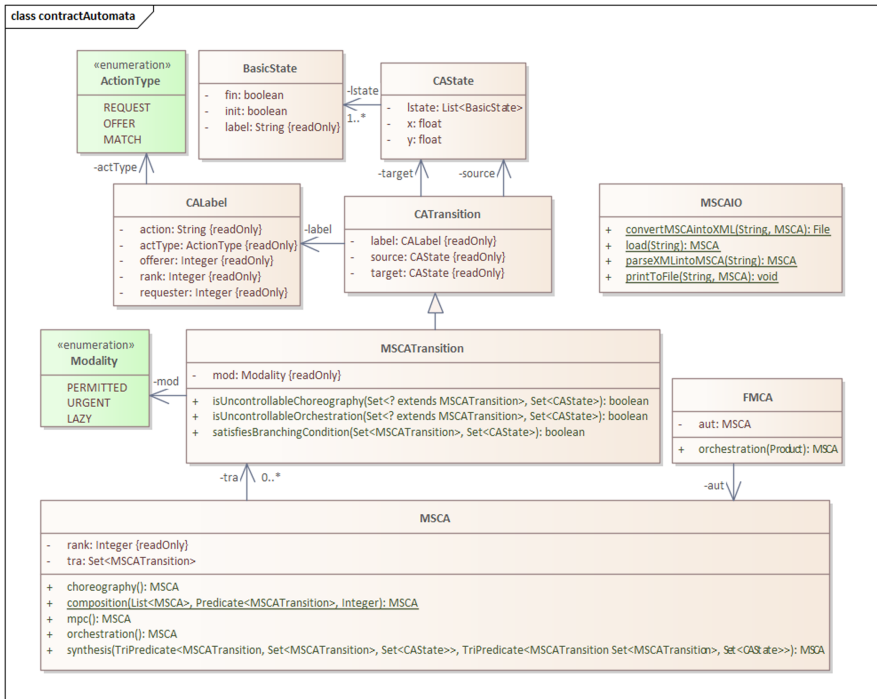 class contractAutomata
«enumeration»
ActionType
REQUEST
OFFER
MATCH
BasicState
- fin: boolean
- init: boolean
- label: String {readOnly}
-lstate
1..*
CAState
- lstate: List<BasicState>
- x: float
- y: float
-actType
-target
-source
CALabel
- action: String {readOnly}
- actType: ActionType {readOnly}
- offerer: Integer {readOnly}
- rank: Integer {readOnly}
- requester: Integer {readOnly}
-label
CATransition
- label: CALabel {readOnly}
- source: CAState {readOnly}
- target: CAState {readOnly}
MSCAIO
+ convertMSCAintoXML(String, MSCA): File
+ load(String): MSCA
+ parseXMLintoMSCA(String): MSCA
+ printToFile(String, MSCA): void
«enumeration»
Modality
PERMITTED
URGENT
LAZY
-mod
MSCATransition
- mod: Modality {readOnly}
+ isUncontrollableChoreography(Set<? extends MSCATransition>, Set<CAState>): boolean
+ isUncontrollableOrchestration(Set<? extends MSCATransition>, Set<CAState>): boolean
+ satisfiesBranchingCondition(Set<MSCATransition>, Set<CAState>): boolean
FMCA
- aut: MSCA
+ orchestration(Product): MSCA
-tra
0..*
-aut
MSCA
- rank: Integer {readOnly}
- tra: Set<MSCATransition>
+ choreography(): MSCA
+ composition(List<MSCA>, Predicate<MSCATransition>, Integer): MSCA
+ mpc(): MSCA
+ orchestration(): MSCA
+ synthesis(TriPredicate<MSCATransition, Set<MSCATransition>, Set<CAState>>, TriPredicate<MSCATransition Set<MSCATransition>, Set<CAState>>): MSCA